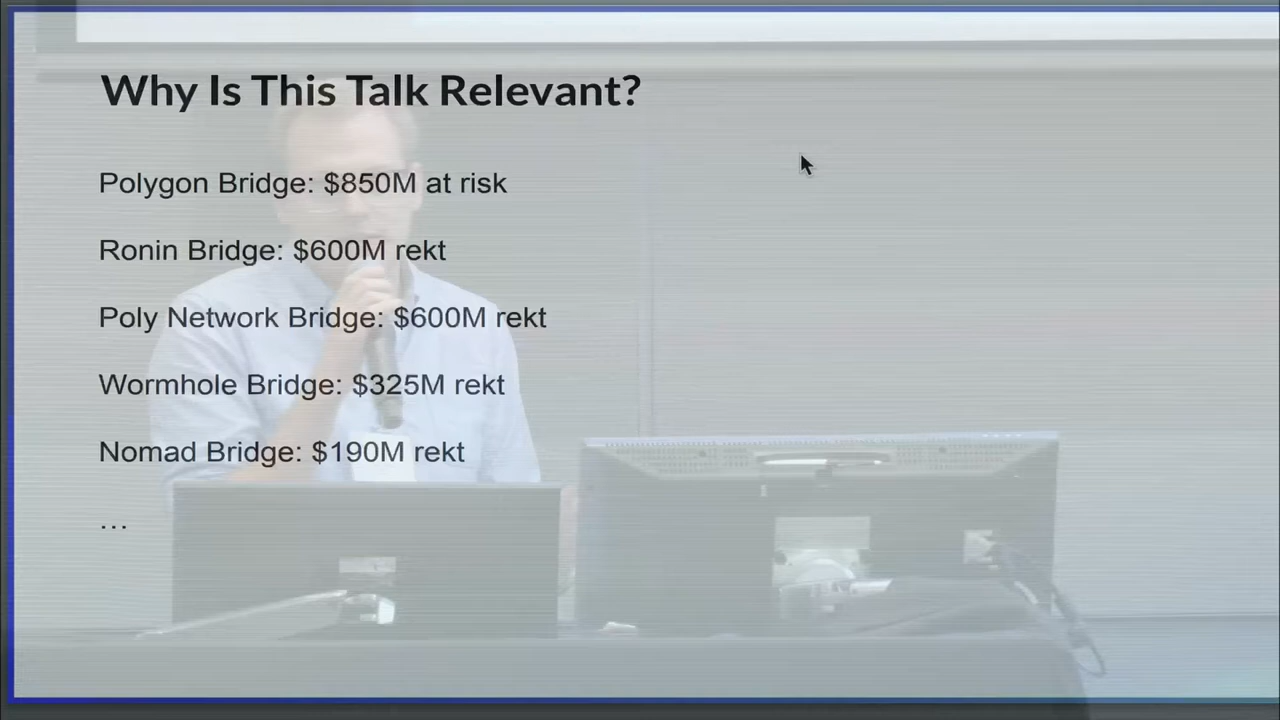 Why Is This Talk Relevant?
Polygon Bridge: $850M at risk
Ronin Bridge: $600M rekt
Poly Network Bridge: $600M rekt
Wormhole Bridge: $325M rekt
Nomad Bridge: $190M rekt
…